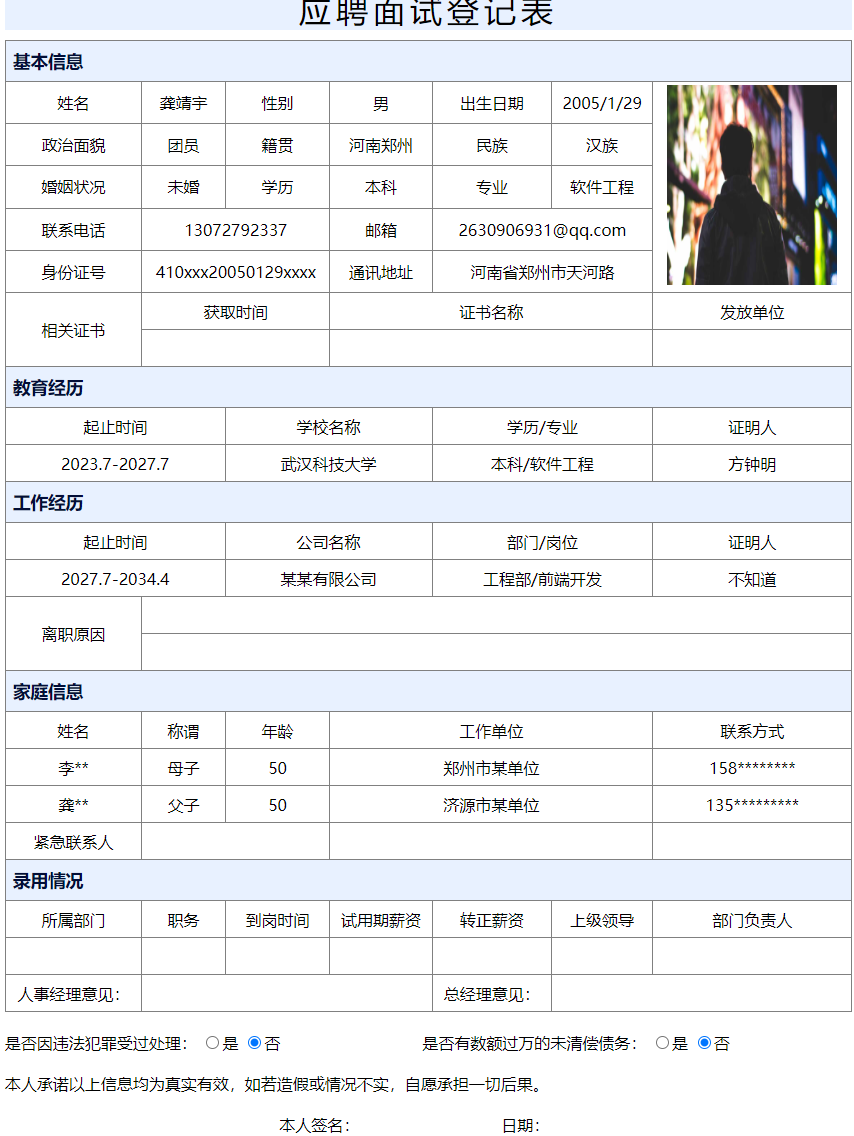 应聘面试登记表
基本信息
姓名 龚靖宇 性别 男 出生日期 2005/1/29
政治面貌 团员 籍贯 河南郑州 民族 汉族
婚姻状况 未婚 学历 本科 专业 软件工程
联系电话 13072792337 邮箱 2630906931@qq.com
身份证号 410xxx20050129xxxx 通讯地址 河南省郑州市天河路
相关证书 获取时间 证书名称 发放单位
教育经历
起止时间 学校名称 学历/专业 证明人
2023.7-2027.7 武汉科技大学 本科/软件工程 方钟明
工作经历
起止时间 公司名称 部门/岗位 证明人
2027.7-2034.4 某某有限公司 工程部/前端开发 不知道
离职原因
家庭信息
姓名 称谓 年龄 工作单位 联系方式
李** 母子 50 郑州市某单位 158********
龚** 父子 50 济源市某单位 135*********
紧急联系人
录用情况
所属部门 职务 到岗时间 试用期薪资 转正薪资 上级领导 部门负责人
人事经理意见： 总经理意见：
是否因违法犯罪受过处理： 是 否 是否有数额过万的未清偿债务： 是 否
本人承诺以上信息均为真实有效，如若造假或情况不实，自愿承担一切后果。
本人签名： 日期：